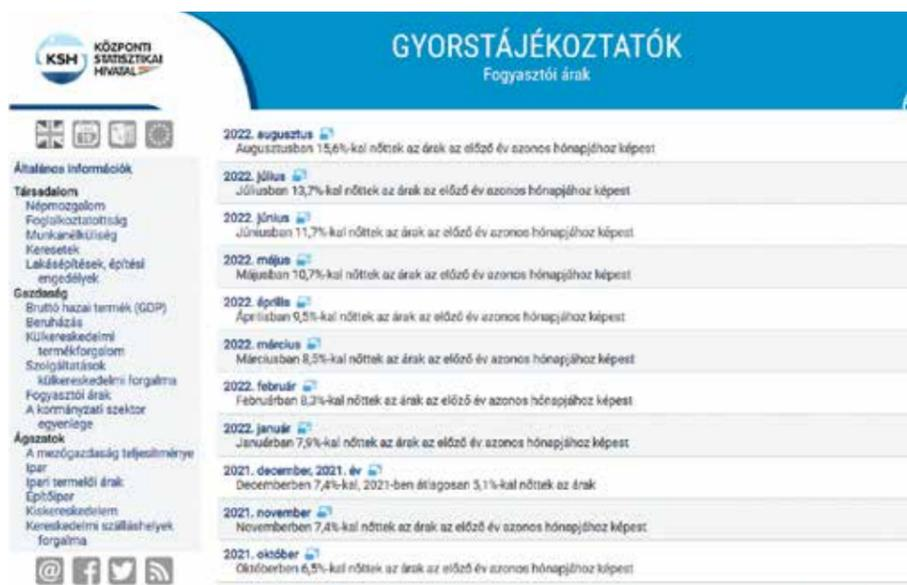 KSH
KÖZPONTI
STATISZTIKAI
HIVATAL
GYORSTÁJÉKOZTATÓK
Fogyasztói árak
Általános információk
Társadalom
Népmozgalom
Foglalkoztatottság
Munkanélküliség
Keresetek
Lakásépítések, építési
engedélyek
Gazdaság
Bruttó hazai termék (GDP)
Beruházás
Külkereskedelmi
termékforgalom
Szolgáltatások
külkereskedelmi forgalma
Fogyasztói árak
A kormányzati szektor
egyenlege
Ágazatok
A mezőgazdaság teljesítménye
Ipar
Ipari termelői árak
Építőipar
Kiskereskedelem
Kereskedelmi szálláshelyek
forgalma
2022. augusztus
Augusztusban 15,6%-kal nőttek az árak az előző év azonos hónapjához képest
2022. július
Júliusban 13,7%-kal nőttek az árak az előző év azonos hónapjához képest
2022. június
Júniusban 11,7%-kal nőttek az árak az előző év azonos hónapjához képest
2022. május
Májusban 10,7%-kal nőttek az árak az előző év azonos hónapjához képest
2022. április
Áprilisban 9,5%-kal nőttek az árak az előző év azonos hónapjához képest
2022. március
Márciusban 8,5%-kal nőttek az árak az előző év azonos hónapjához képest
2022. február
Februárban 8,3%-kal nőttek az árak az előző év azonos hónapjához képest
2022. január
Januárban 7,9%-kal nőttek az árak az előző év azonos hónapjához képest
2021. december, 2021. év
Decemberben 7,4%-kal, 2021-ben átlagosan 5,1%-kal nőttek az árak
2021. november
Novemberben 7,4%-kal nőttek az árak az előző év azonos hónapjához képest
2021. október
Októberben 6,5%-kal nőttek az árak az előző év azonos hónapjához képest